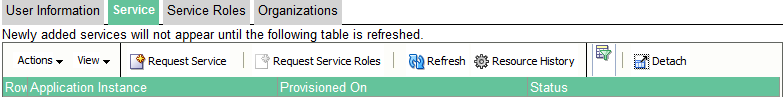 User Information Service Service Roles Organizations
Newly added services will not appear until the following table is refreshed.
Actions View Request Service Request Service Roles Refresh Resource History Detach
Row Application Instance Provisioned On Status